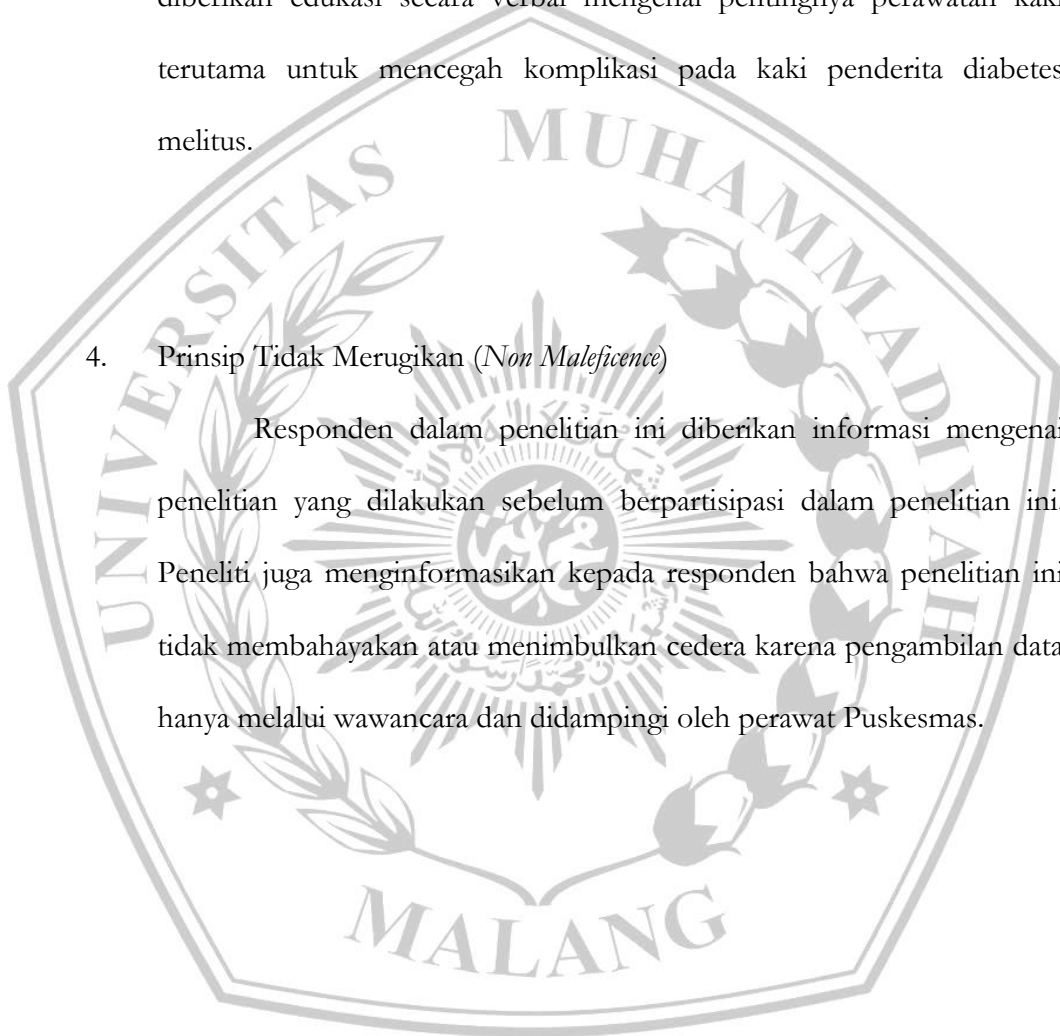 diberikan edukasi secara verbal mengenai pentingnya perawatan kaki
terutama untuk mencegah komplikasi pada kaki penderita diabetes
melitus.
UNIVERSITAS MUHAMMADIYAH
4. Prinsip Tidak Merugikan (Non Maleficence)
Responden dalam penelitian ini diberikan informasi mengenai
penelitian yang dilakukan sebelum berpartisipasi dalam penelitian ini.
Peneliti juga menginformasikan kepada responden bahwa penelitian ini
tidak membahayakan atau menimbulkan cedera karena pengambilan data
hanya melalui wawancara dan didampingi oleh perawat Puskesmas.
MALANG